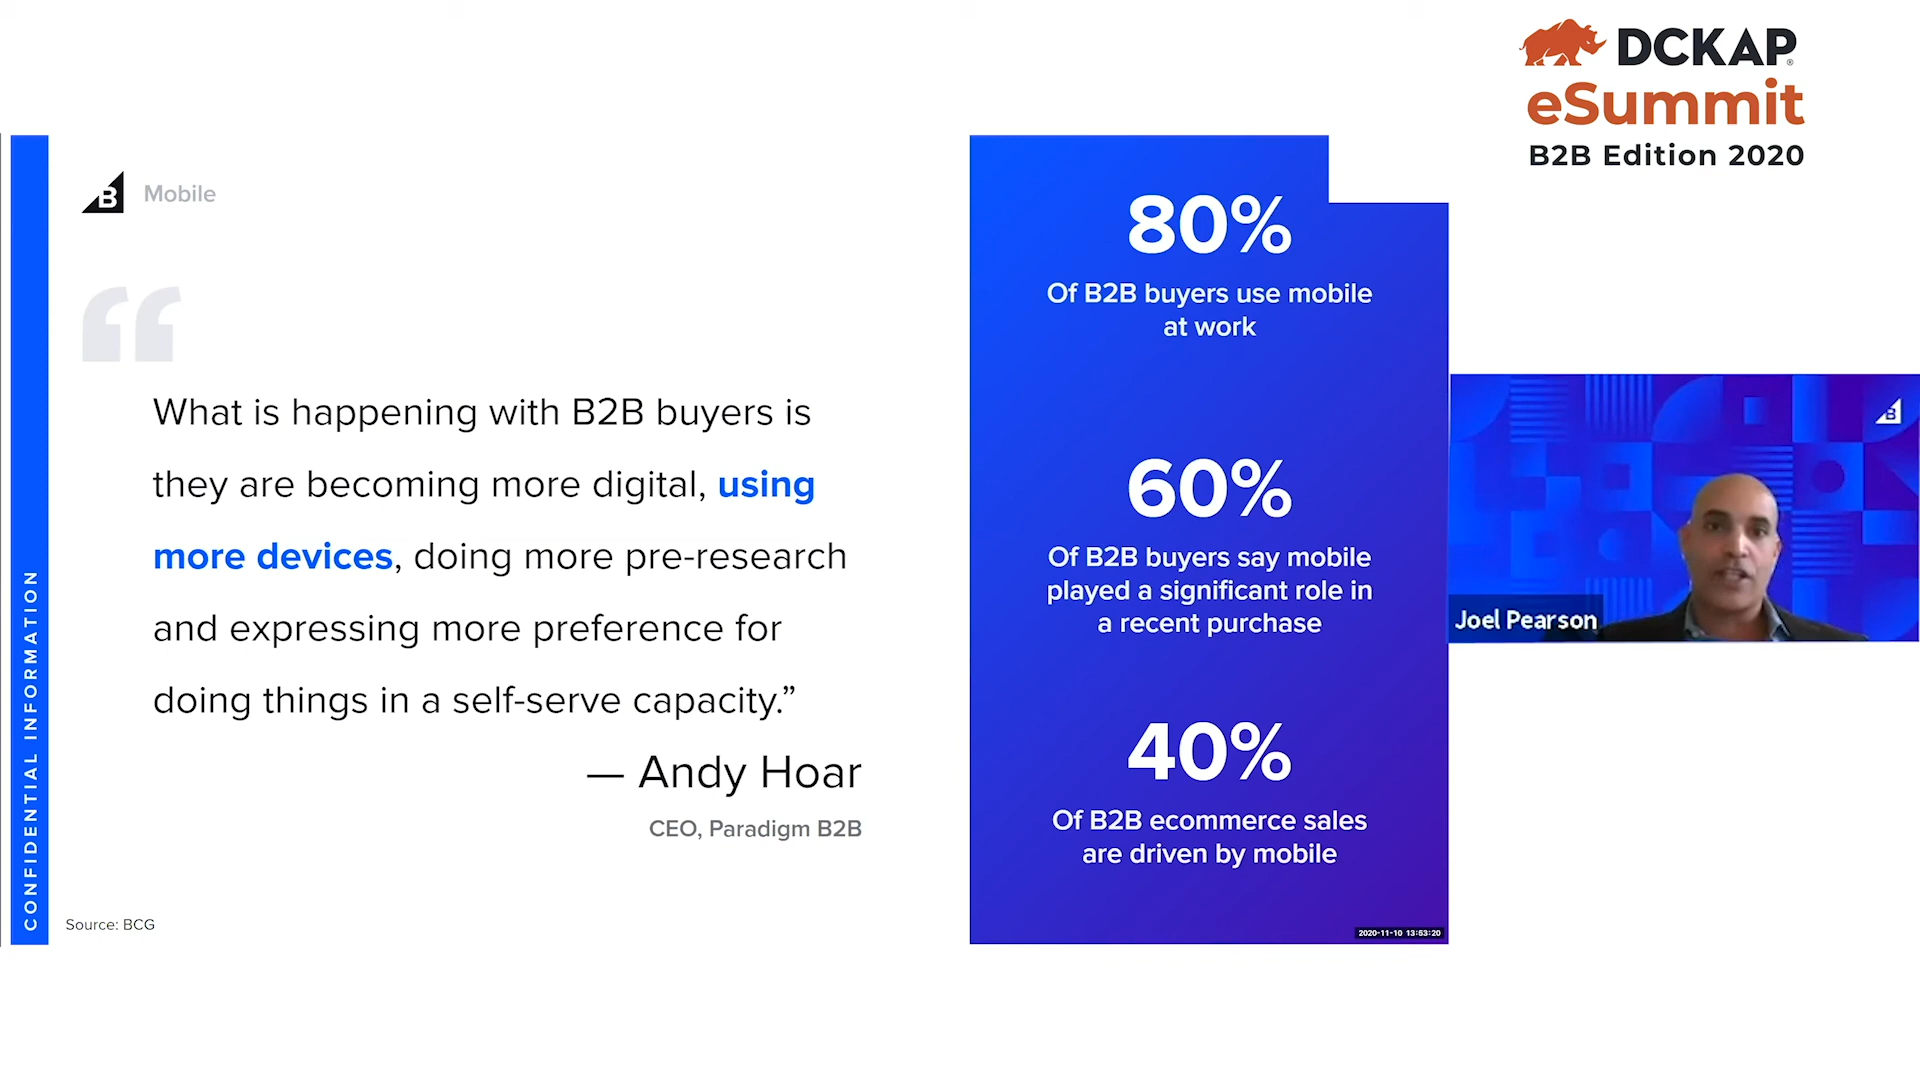 DCKAP®
eSummit
B2B Edition 2020
B
Mobile
“
What is happening with B2B buyers is
they are becoming more digital, using
more devices, doing more pre-research
and expressing more preference for
doing things in a self-serve capacity.”
— Andy Hoar
CEO, Paradigm B2B
CONFIDENTIAL INFORMATION
Source: BCG
80%
Of B2B buyers use mobile
at work
60%
Of B2B buyers say mobile
played a significant role in
a recent purchase
40%
Of B2B ecommerce sales
are driven by mobile
2020-11-10 13:53:20
B
Joel Pearson